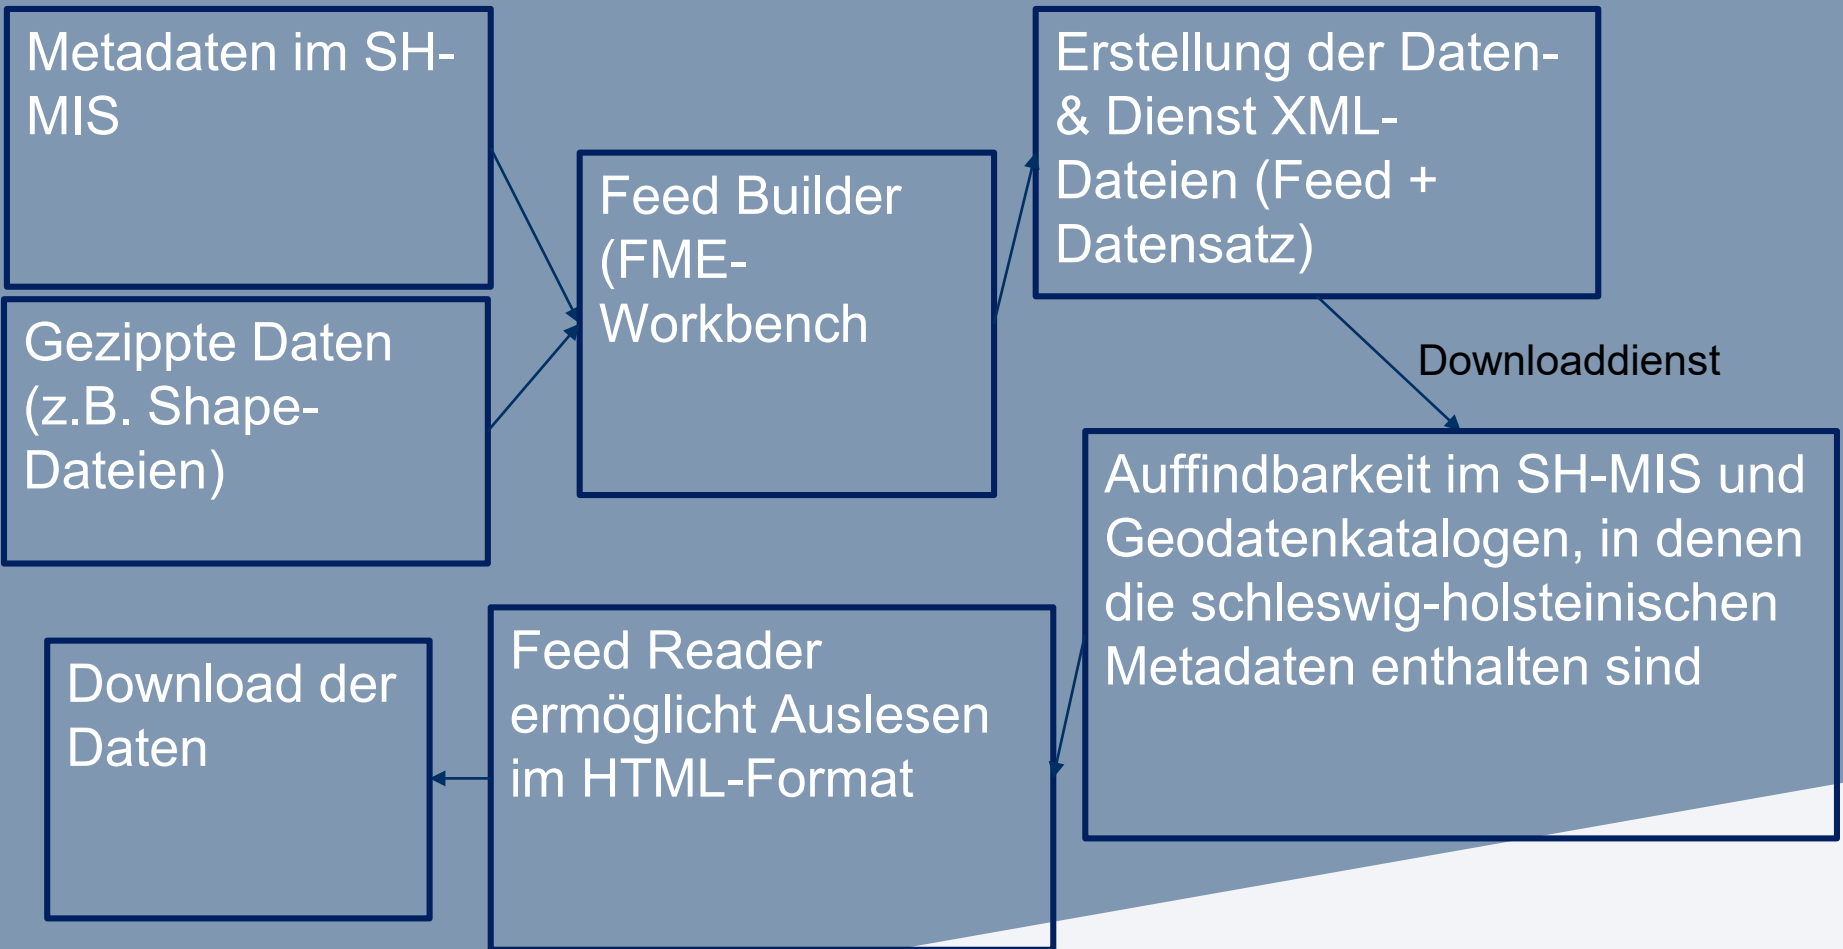 Metadaten im SH-
MIS
Gezippte Daten
(z.B. Shape-
Dateien)
Feed Builder
(FME-
Workbench
Erstellung der Daten-
& Dienst XML-
Dateien (Feed +
Datensatz)
Downloaddienst
Auffindbarkeit im SH-MIS und
Geodatenkatalogen, in denen
die schleswig-holsteinischen
Metadaten enthalten sind
Feed Reader
ermöglicht Auslesen
im HTML-Format
Download der
Daten